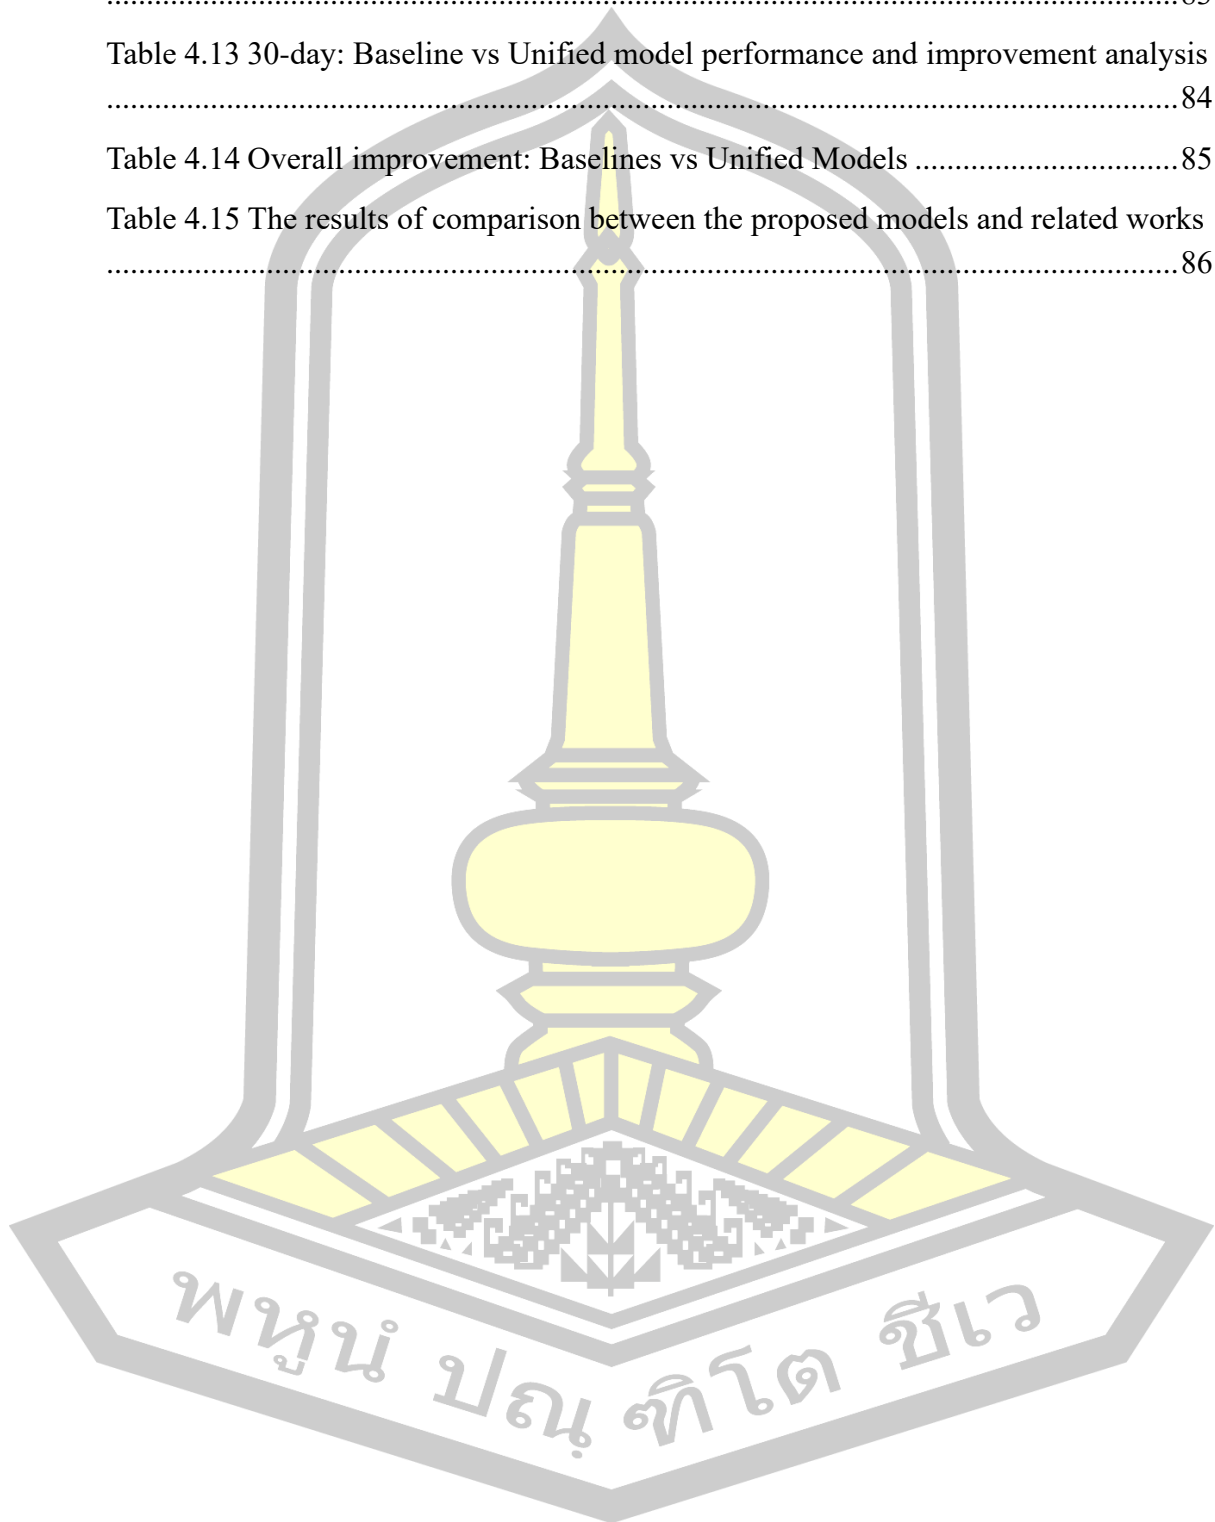 ....................................................................................................................................83
Table 4.13 30-day: Baseline vs Unified model performance and improvement analysis
....................................................................................................................................84
Table 4.14 Overall improvement: Baselines vs Unified Models .................................85
Table 4.15 The results of comparison between the proposed models and related works
....................................................................................................................................86
พหูนํ ปณฺฑิโต ชีเว